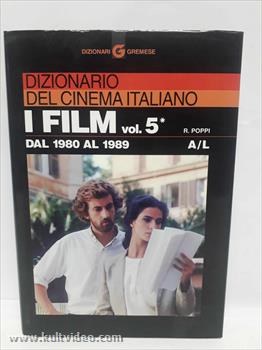 DIZIONARI G GREMESE
DIZIONARIO
DEL CINEMA ITALIANO
I FILM vol. 5*
R. POPPI
DAL 1980 AL 1989 A/L
www.kultvideo.com